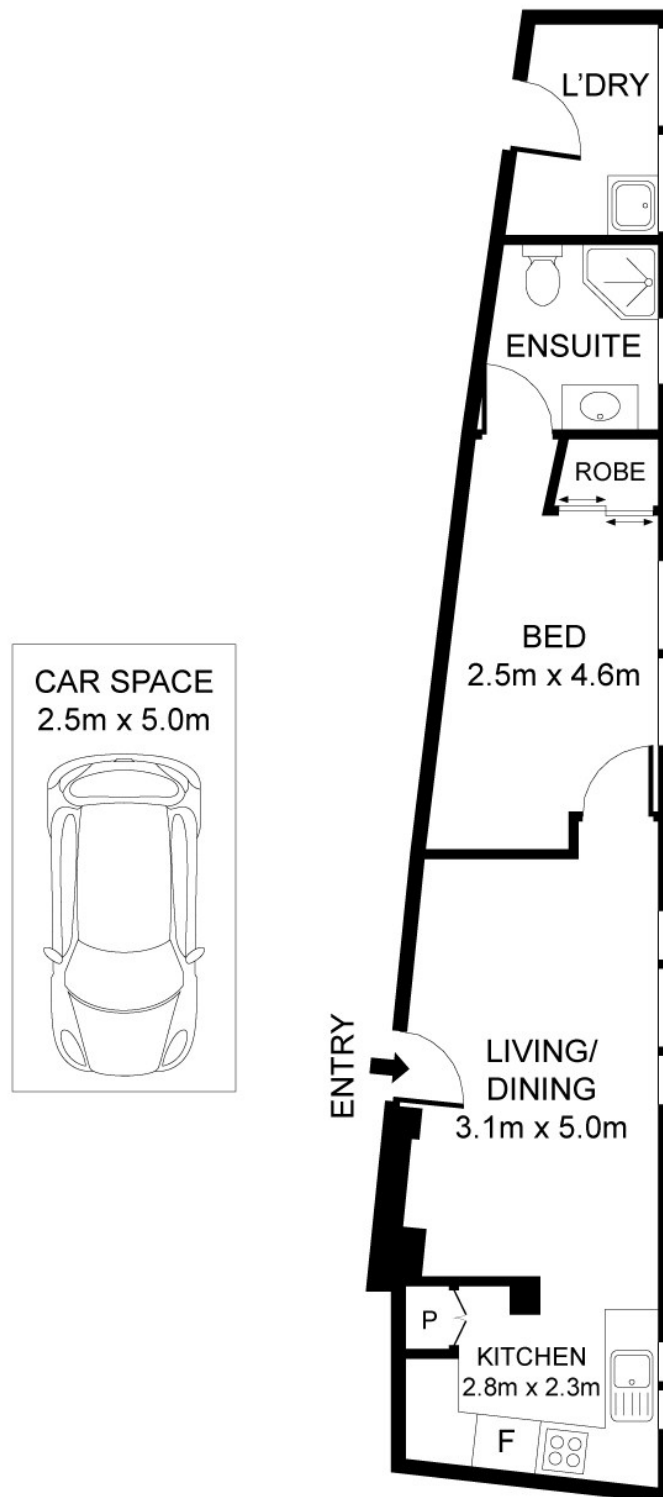 L'DRY
ENSUITE
ROBE
BED
2.5m x 4.6m
CAR SPACE
2.5m x 5.0m
ENTRY
LIVING/
DINING
3.1m x 5.0m
P
KITCHEN
2.8m x 2.3m
F